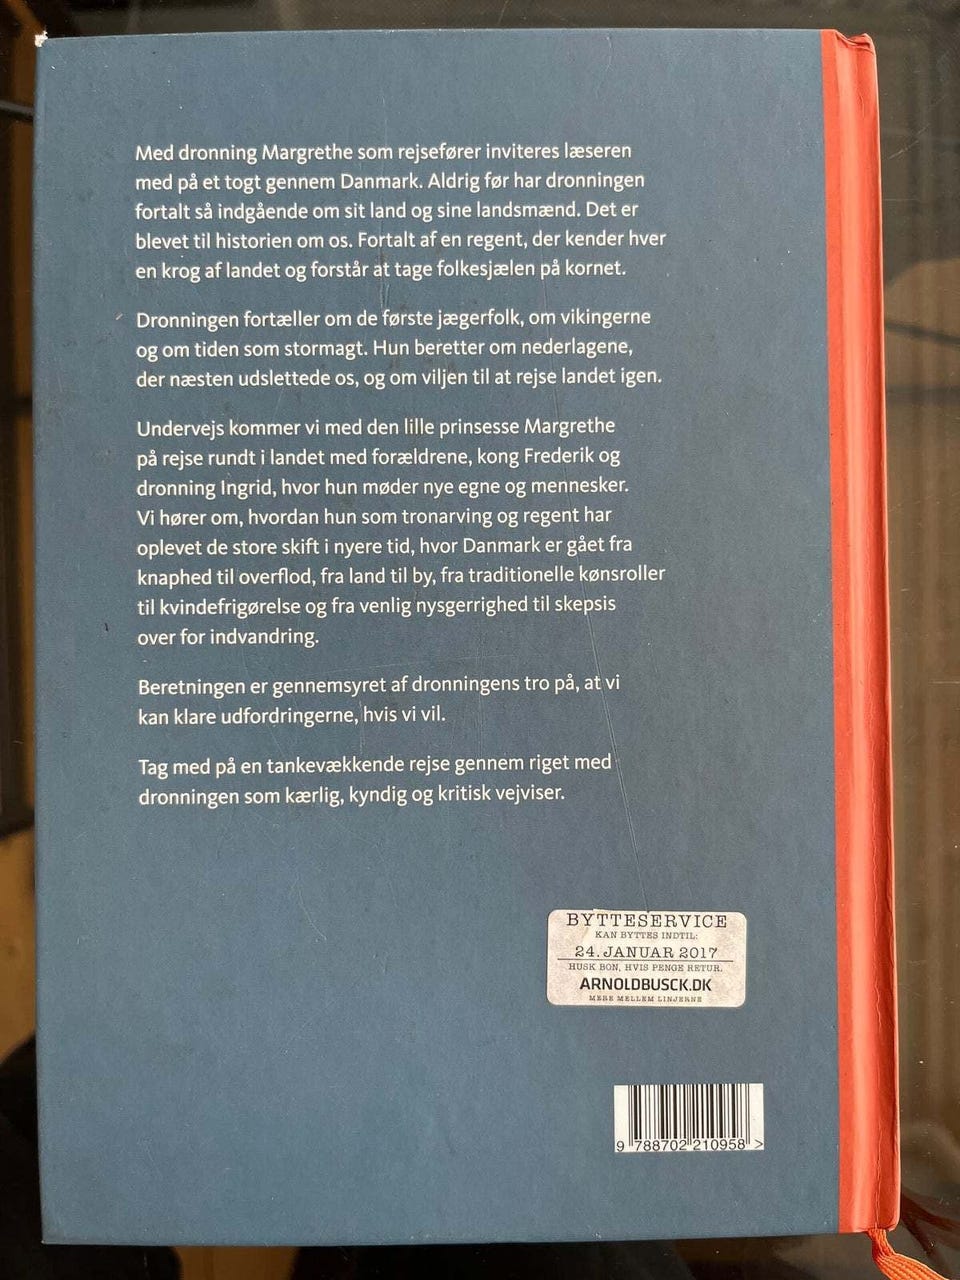 Med dronning Margrethe som rejsefører inviteres læseren
med på et togt gennem Danmark. Aldrig før har dronningen
fortalt så indgående om sit land og sine landsmænd. Det er
blevet til historien om os. Fortalt af en regent, der kender hver
en krog af landet og forstår at tage folkesjælen på kornet.
Dronningen fortæller om de første jægerfolk, om vikingerne
og om tiden som stormagt. Hun beretter om nederlagene,
der næsten udslettede os, og om viljen til at rejse landet igen.
Undervejs kommer vi med den lille prinsesse Margrethe
på rejse rundt i landet med forældrene, kong Frederik og
dronning Ingrid, hvor hun møder nye egne og mennesker.
Vi hører om, hvordan hun som tronarving og regent har
oplevet de store skift i nyere tid, hvor Danmark er gået fra
knaphed til overflod, fra land til by, fra traditionelle kønsroller
til kvindefrigørelse og fra venlig nysgerrighed til skepsis
over for indvandring.
Beretningen er gennemsyret af dronningens tro på, at vi
kan klare udfordringerne, hvis vi vil.
Tag med på en tankevækkende rejse gennem riget med
dronningen som kærlig, kyndig og kritisk vejviser.
BYTTESERVICE
KAN BYTTES INDTIL:
24. JANUAR 2017
HUSK BON, HVIS PENGE RETUR.
ARNOLDBUSCK.DK
MERE MELLEM LINJERNE
9 788702 210958 >